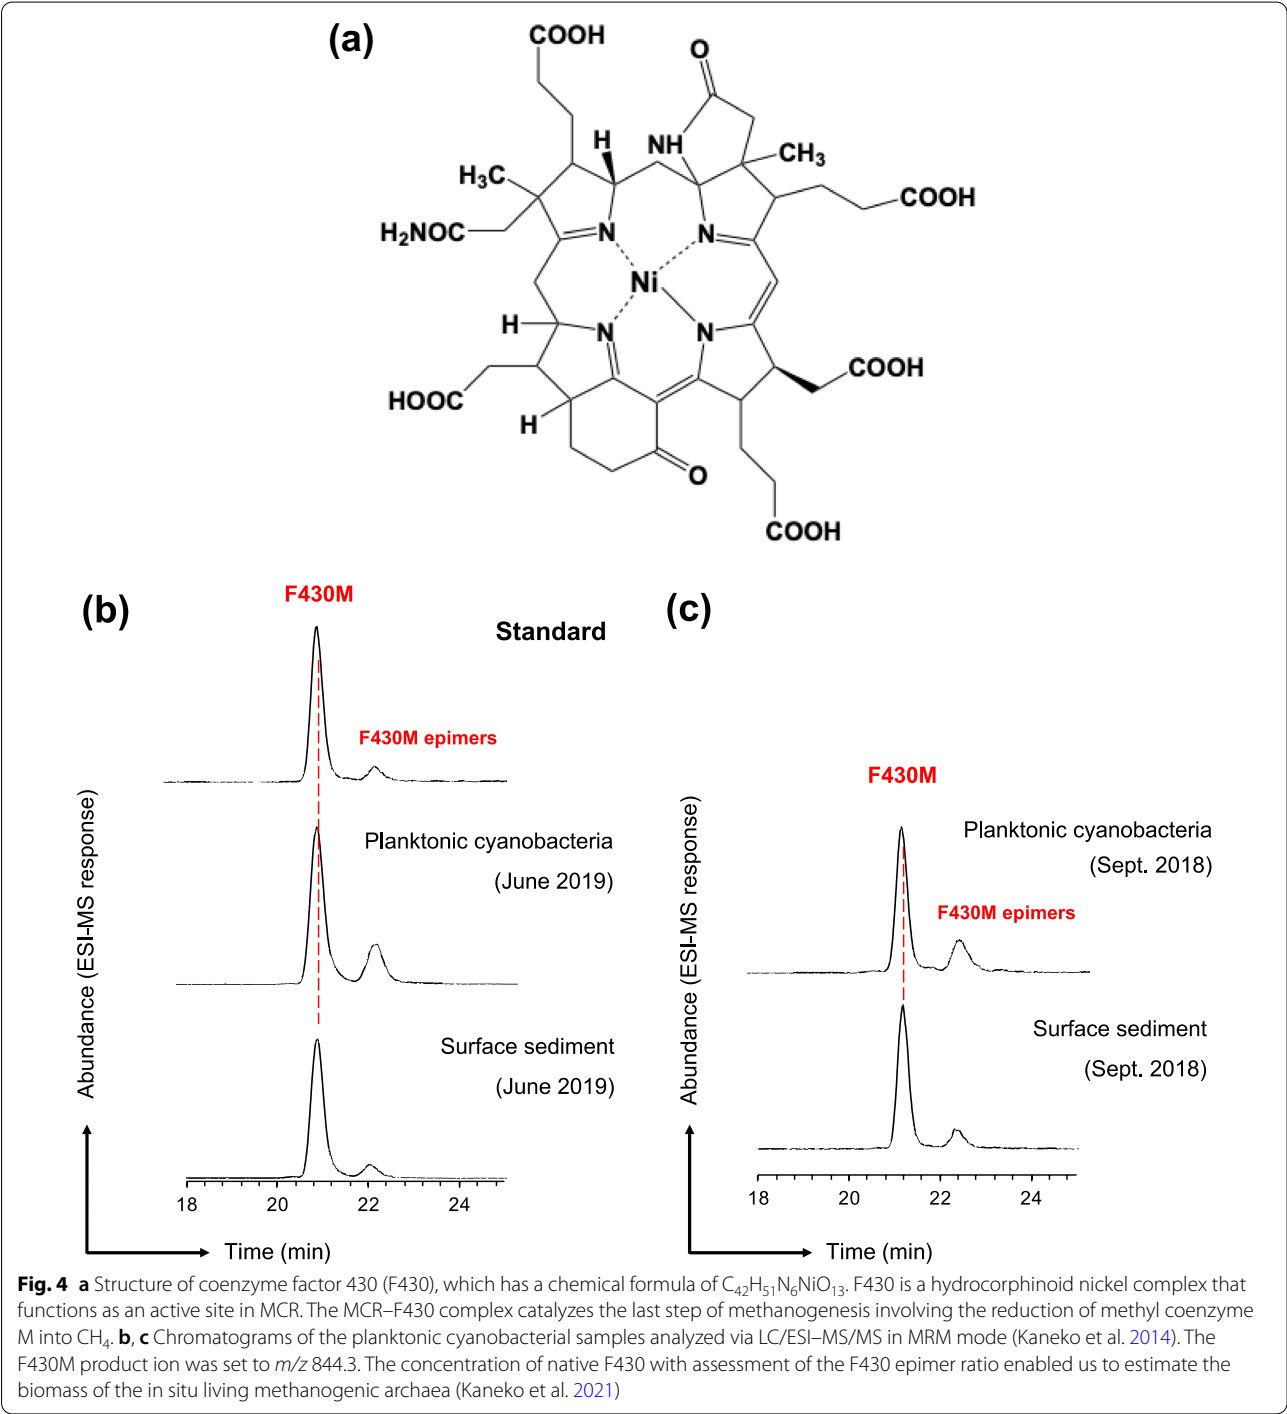 (a)
COOH
O
H
NH
CH₃
H₃C
COOH
H₂NOC
N
N
Ni
H
N
N
COOH
HOOC
H
O
COOH
(b)
F430M
Standard
F430M epimers
Planktonic cyanobacteria
(June 2019)
Surface sediment
(June 2019)
Abundance (ESI-MS response)
18 20 22 24
Time (min)
(c)
F430M
Planktonic cyanobacteria
(Sept. 2018)
F430M epimers
Surface sediment
(Sept. 2018)
Abundance (ESI-MS response)
18 20 22 24
Time (min)
Fig. 4 a Structure of coenzyme factor 430 (F430), which has a chemical formula of C₄₂H₅₁N₆NiO₁₃. F430 is a hydrocorphinoid nickel complex that
functions as an active site in MCR. The MCR–F430 complex catalyzes the last step of methanogenesis involving the reduction of methyl coenzyme
M into CH₄. b, c Chromatograms of the planktonic cyanobacterial samples analyzed via LC/ESI–MS/MS in MRM mode (Kaneko et al. 2014). The
F430M product ion was set to m/z 844.3. The concentration of native F430 with assessment of the F430 epimer ratio enabled us to estimate the
biomass of the in situ living methanogenic archaea (Kaneko et al. 2021)